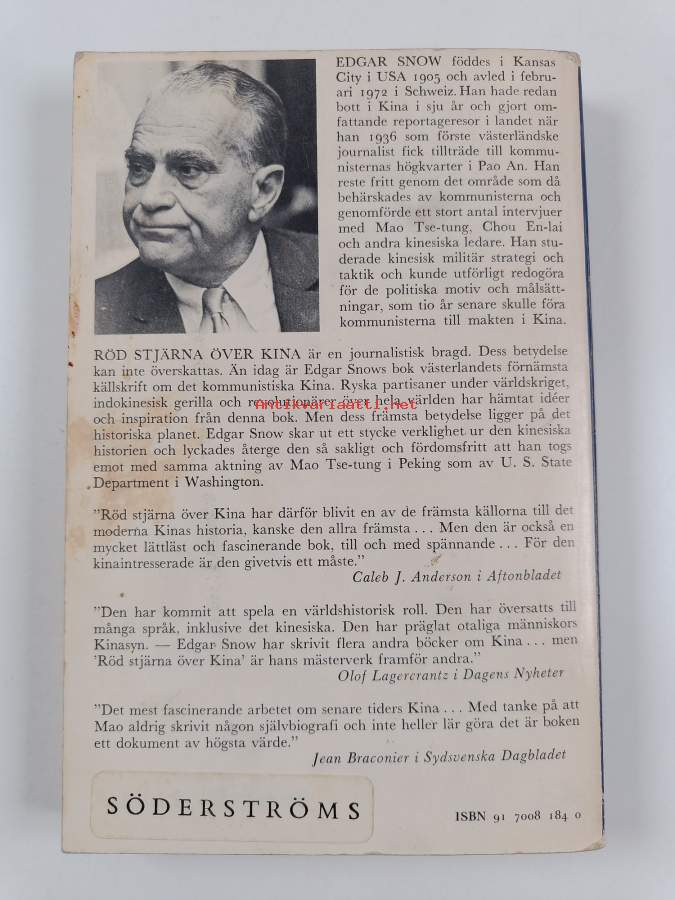 EDGAR SNOW föddes i Kansas
City i USA 1905 och avled i febru-
ari 1972 i Schweiz. Han hade redan
bott i Kina i sju år och gjort om-
fattande reportageresor i landet när
han 1936 som förste västerländske
journalist fick tillträde till kommu-
nisternas högkvarter i Pao An. Han
reste fritt genom det område som då
behärskades av kommunisterna och
genomförde ett stort antal intervjuer
med Mao Tse-tung, Chou En-lai
och andra kinesiska ledare. Han stu-
derade kinesisk militär strategi och
taktik och kunde utförligt redogöra
för de politiska motiv och målsätt-
ningar, som tio år senare skulle föra
kommunisterna till makten i Kina.
RÖD STJÄRNA ÖVER KINA är en journalistisk bragd. Dess betydelse
kan inte överskattas. Än idag är Edgar Snows bok västerlandets förnämsta
källskrift om det kommunistiska Kina. Ryska partisaner under världskriget,
indokinesisk gerilla och revolutionärer över hela världen har hämtat idéer
Antikvariaatti.net
och inspiration från denna bok. Men dess främsta betydelse ligger på det
historiska planet. Edgar Snow skar ut ett stycke verklighet ur den kinesiska
historien och lyckades återge den så sakligt och fördomsfritt att han togs
emot med samma aktning av Mao Tse-tung i Peking som av U. S. State
Department i Washington.
"Röd stjärna över Kina har därför blivit en av de främsta källorna till det
moderna Kinas historia, kanske den allra främsta . . . Men den är också en
mycket lättläst och fascinerande bok, till och med spännande . . . För den
kinaintresserade är den givetvis ett måste."
Caleb J. Anderson i Aftonbladet
"Den har kommit att spela en världshistorisk roll. Den har översatts till
många språk, inklusive det kinesiska. Den har präglat otaliga människors
Kinasyn. — Edgar Snow har skrivit flera andra böcker om Kina . . . men
'Röd stjärna över Kina' är hans mästerverk framför andra."
Olof Lagercrantz i Dagens Nyheter
"Det mest fascinerande arbetet om senare tiders Kina . . . Med tanke på att
Mao aldrig skrivit någon självbiografi och inte heller lär göra det är boken
ett dokument av högsta värde."
Jean Braconier i Sydsvenska Dagbladet
SÖDERSTRÖMS
ISBN 91 7008 184 0